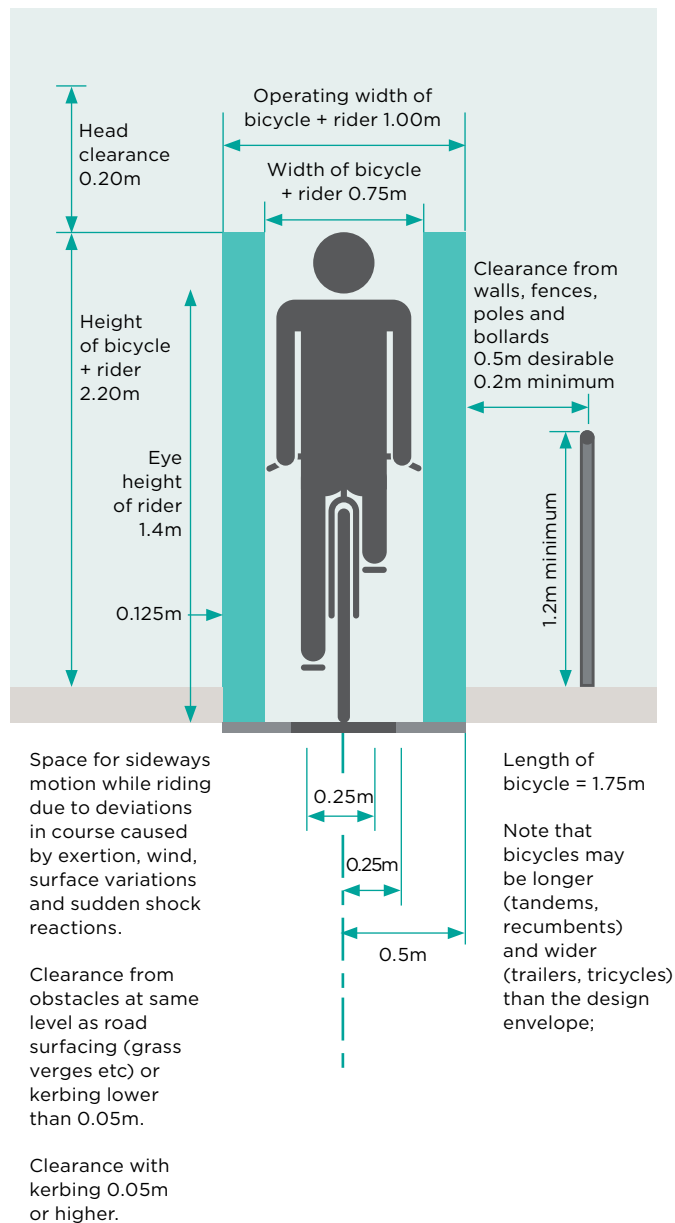 Operating width of
bicycle + rider 1.00m
Head
clearance
0.20m
Width of bicycle
+ rider 0.75m
Clearance from
walls, fences,
poles and
bollards
0.5m desirable
0.2m minimum
Height
of bicycle
+ rider
2.20m
Eye
height
of rider
1.4m
1.2m minimum
0.125m
Space for sideways
motion while riding
due to deviations
in course caused
by exertion, wind,
surface variations
and sudden shock
reactions.
Clearance from
obstacles at same
level as road
surfacing (grass
verges etc) or
kerbing lower
than 0.05m.
Clearance with
kerbing 0.05m
or higher.
0.25m
0.25m
0.5m
Length of
bicycle = 1.75m
Note that
bicycles may
be longer
(tandems,
recumbents)
and wider
(trailers, tricycles)
than the design
envelope;